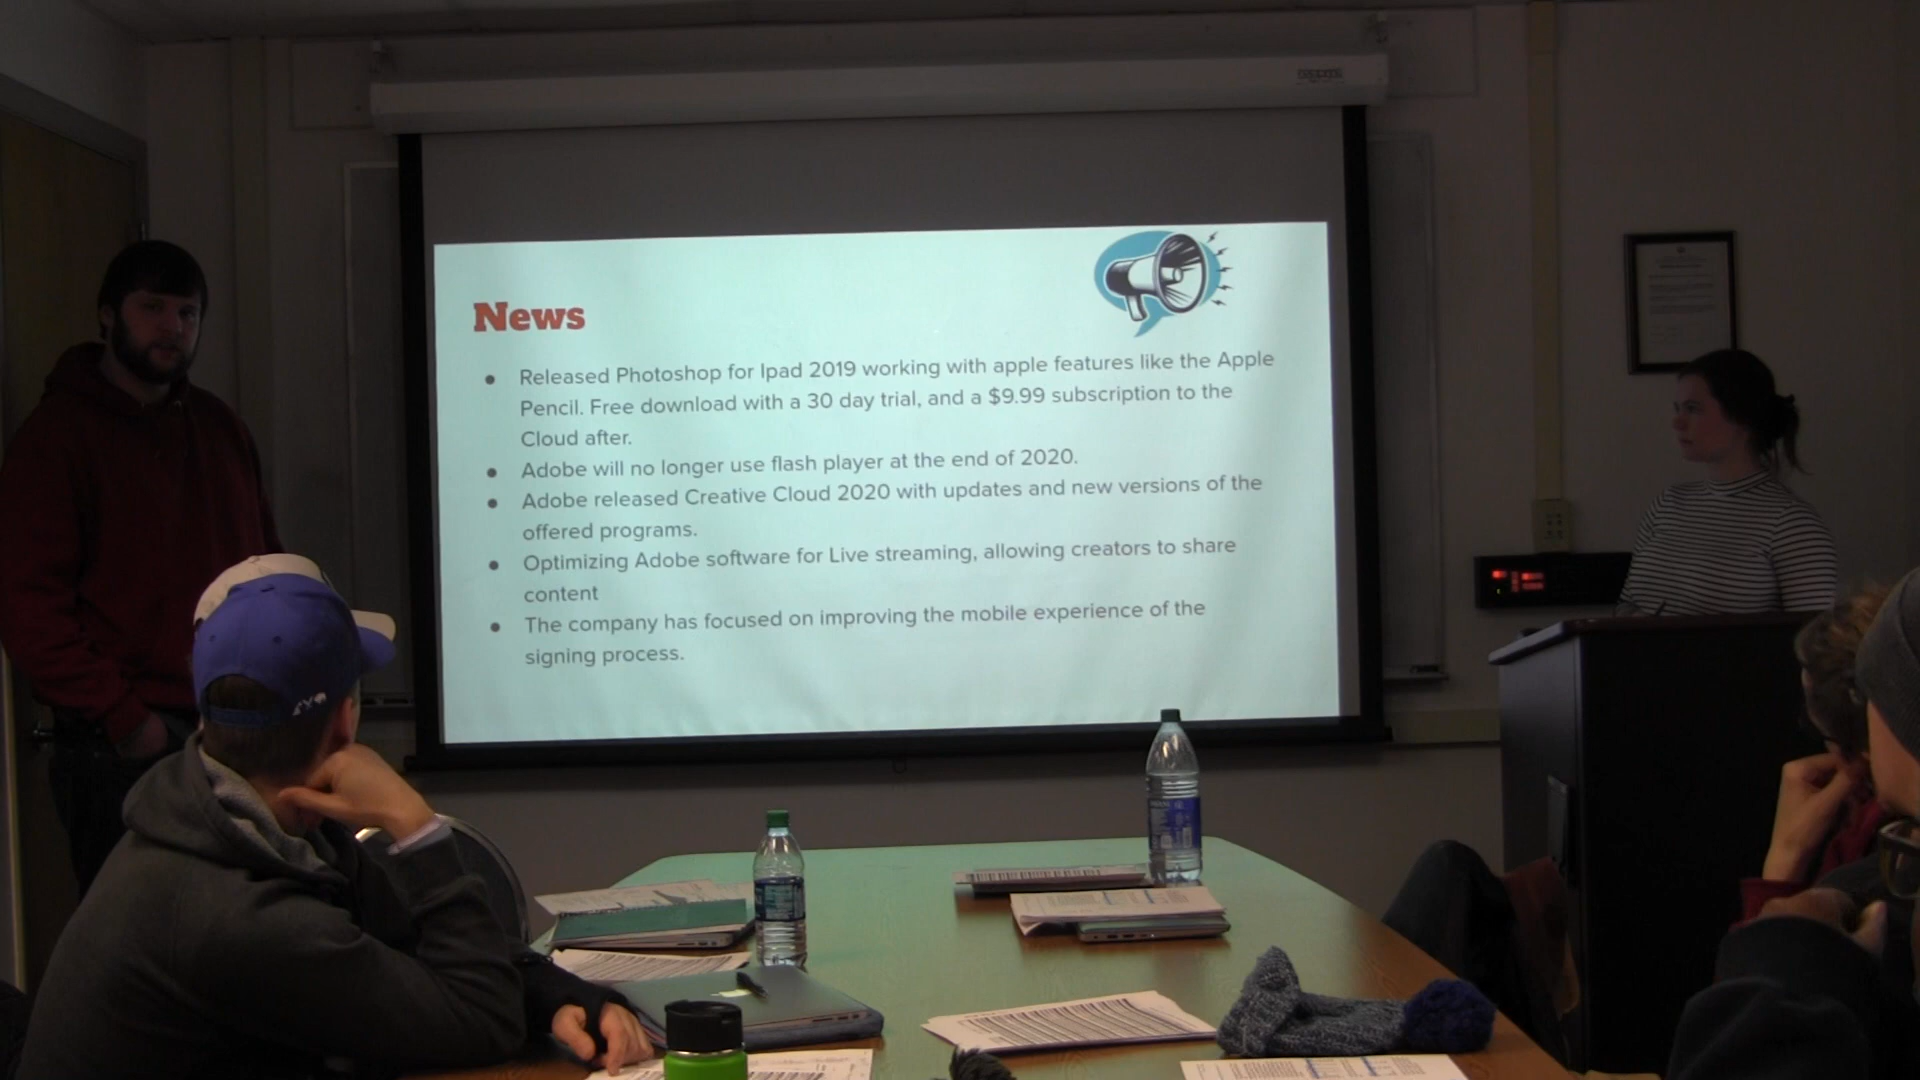 News
Released Photoshop for Ipad 2019 working with apple features like the Apple
Pencil. Free download with a 30 day trial, and a $9.99 subscription to the
Cloud after.
Adobe will no longer use flash player at the end of 2020.
Adobe released Creative Cloud 2020 with updates and new versions of the
offered programs.
Optimizing Adobe software for Live streaming, allowing creators to share
content
The company has focused on improving the mobile experience of the
signing process.